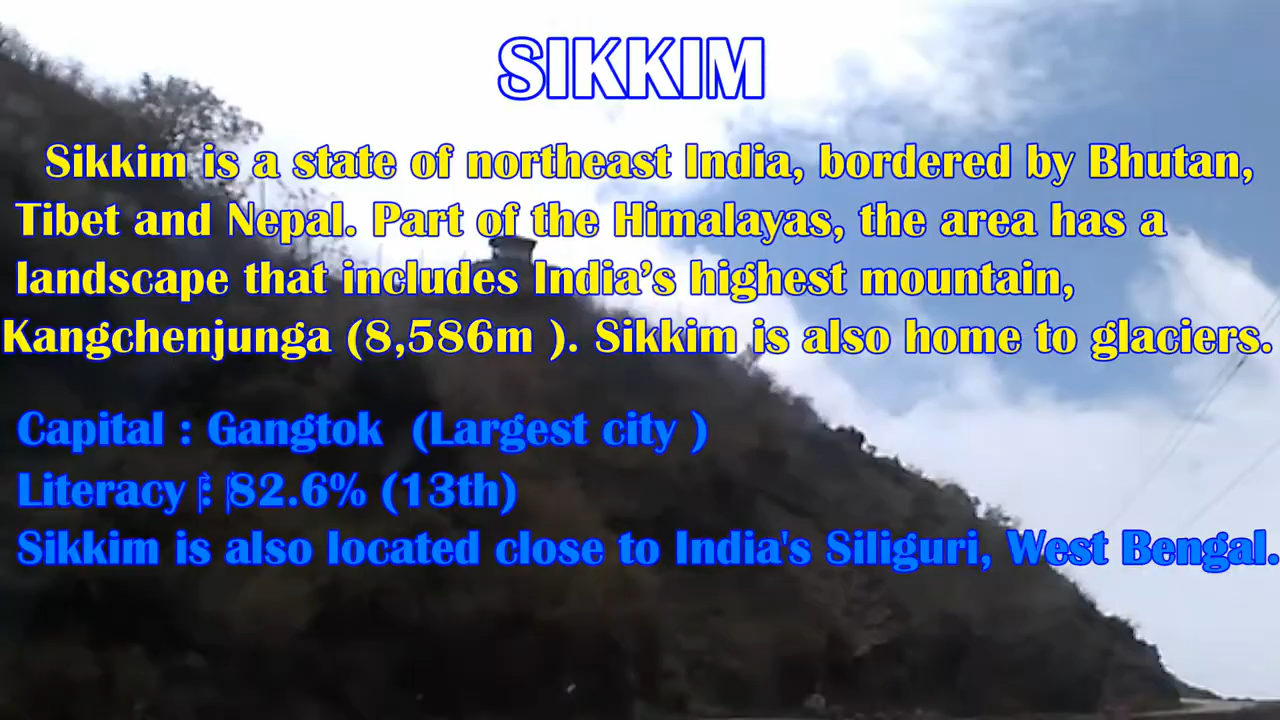 SIKKIM
Sikkim is a state of northeast India, bordered by Bhutan,
Tibet and Nepal. Part of the Himalayas, the area has a
landscape that includes India’s highest mountain,
Kangchenjunga (8,586m ). Sikkim is also home to glaciers.
Capital : Gangtok (Largest city )
Literacy : 82.6% (13th)
Sikkim is also located close to India's Siliguri, West Bengal.